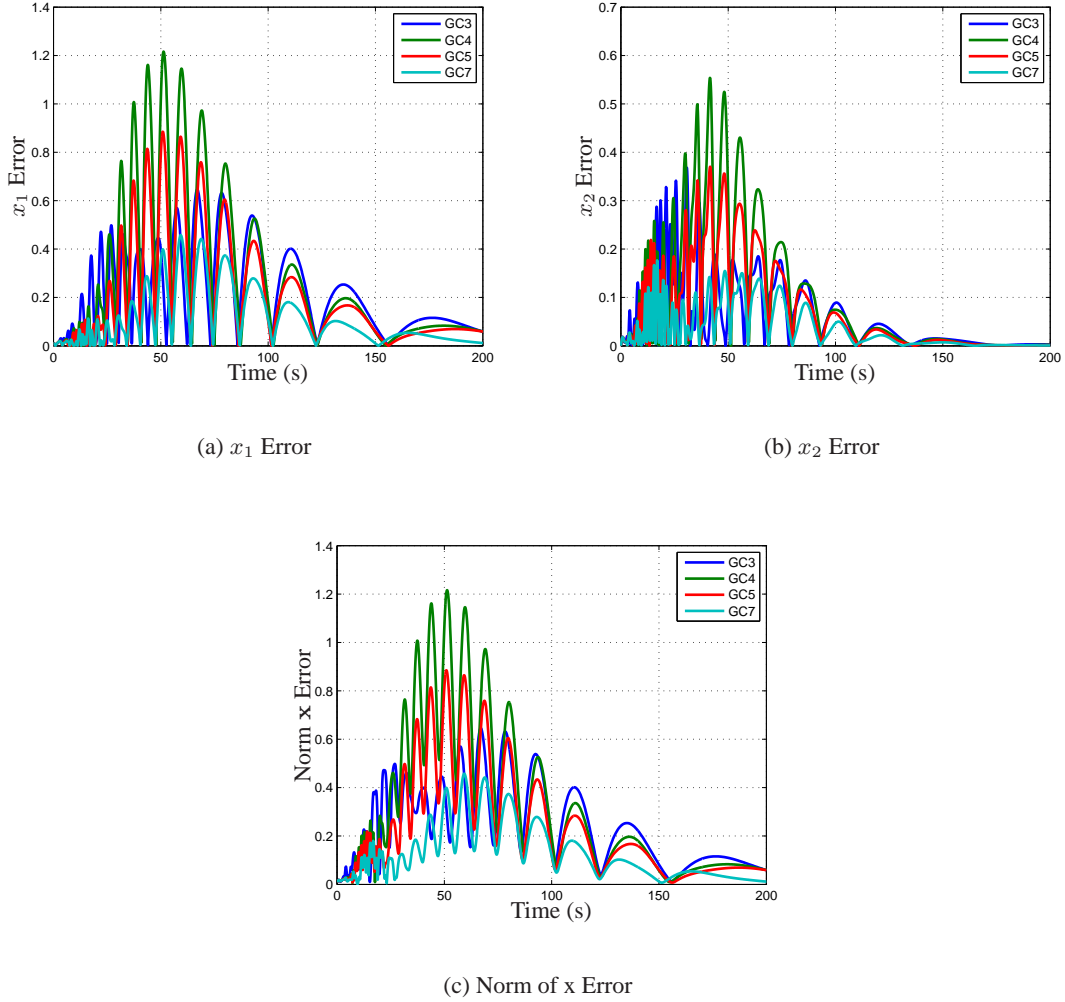 1.4
1.2
1
0.8
0.6
0.4
0.2
0
x₁ Error
GC3
GC4
GC5
GC7
0 50 100 150 200
Time (s)
(a) x₁ Error
0.7
0.6
0.5
0.4
0.3
0.2
0.1
0
x₂ Error
GC3
GC4
GC5
GC7
0 50 100 150 200
Time (s)
(b) x₂ Error
1.4
1.2
1
0.8
0.6
0.4
0.2
0
Norm x Error
GC3
GC4
GC5
GC7
0 50 100 150 200
Time (s)
(c) Norm of x Error